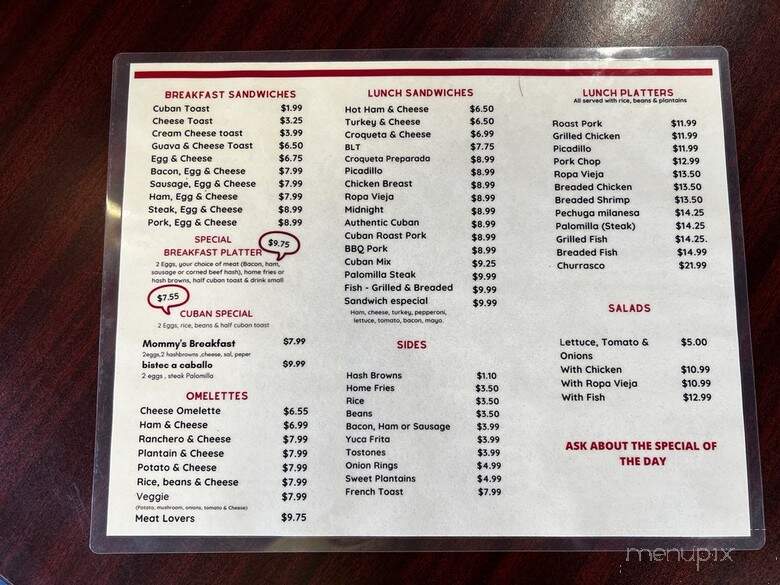 BREAKFAST SANDWICHES
Cuban Toast $1.99
Cheese Toast $3.25
Cream Cheese toast $3.99
Guava & Cheese Toast $6.50
Egg & Cheese $6.75
Bacon, Egg & Cheese $7.99
Sausage, Egg & Cheese $7.99
Ham, Egg & Cheese $7.99
Steak, Egg & Cheese $8.99
Pork, Egg & Cheese $8.99
SPECIAL
BREAKFAST PLATTER $9.75
2 Eggs, your choice of meat (Bacon, ham,
sausage or corned beef hash), home fries or
hash browns, half cuban toast & drink small
$7.55
CUBAN SPECIAL
2 Eggs, rice, beans & half cuban toast
Mommy's Breakfast $7.99
2eggs,2 hashbrowns ,cheese, sal, peper
bistec a caballo $9.99
2 eggs , steak Palomilla
OMELETTES
Cheese Omelette $6.55
Ham & Cheese $6.99
Ranchero & Cheese $7.99
Plantain & Cheese $7.99
Potato & Cheese $7.99
Rice, beans & Cheese $7.99
Veggie $7.99
(Potato, mushroom, onions, tomato & Cheese)
Meat Lovers $9.75
LUNCH SANDWICHES
Hot Ham & Cheese $6.50
Turkey & Cheese $6.50
Croqueta & Cheese $6.99
BLT $7.75
Croqueta Preparada $8.99
Picadillo $8.99
Chicken Breast $8.99
Ropa Vieja $8.99
Midnight $8.99
Authentic Cuban $8.99
Cuban Roast Pork $8.99
BBQ Pork $8.99
Cuban Mix $9.25
Palomilla Steak $9.99
Fish - Grilled & Breaded $9.99
Sandwich especial $9.99
Ham, cheese, turkey, pepperoni,
lettuce, tomato, bacon, mayo.
SIDES
Hash Browns $1.10
Home Fries $3.50
Rice $3.50
Beans $3.50
Bacon, Ham or Sausage $3.99
Yuca Frita $3.99
Tostones $3.99
Onion Rings $4.99
Sweet Plantains $4.99
French Toast $7.99
LUNCH PLATTERS
All served with rice, beans & plantains
Roast Pork $11.99
Grilled Chicken $11.99
Picadillo $11.99
Pork Chop $12.99
Ropa Vieja $13.50
Breaded Chicken $13.50
Breaded Shrimp $13.50
Pechuga milanesa $14.25
Palomilla (Steak) $14.25
Grilled Fish $14.25.
Breaded Fish $14.99
Churrasco $21.99
SALADS
Lettuce, Tomato & $5.00
Onions
With Chicken $10.99
With Ropa Vieja $10.99
With Fish $12.99
ASK ABOUT THE SPECIAL OF
THE DAY
menupix